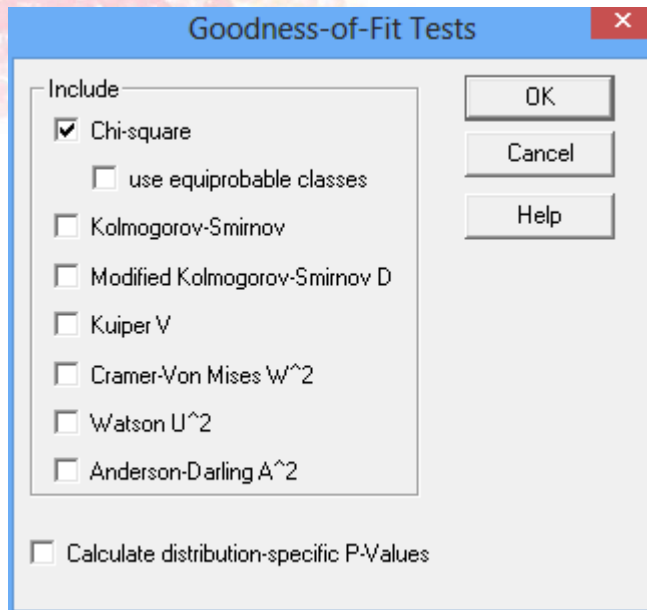 Goodness-of-Fit Tests
×
Include
Chi-square
use equiprobable classes
Kolmogorov-Smirnov
Modified Kolmogorov-Smirnov D
Kuiper V
Cramer-Von Mises W^2
Watson U^2
Anderson-Darling A^2
Calculate distribution-specific P-Values
OK
Cancel
Help